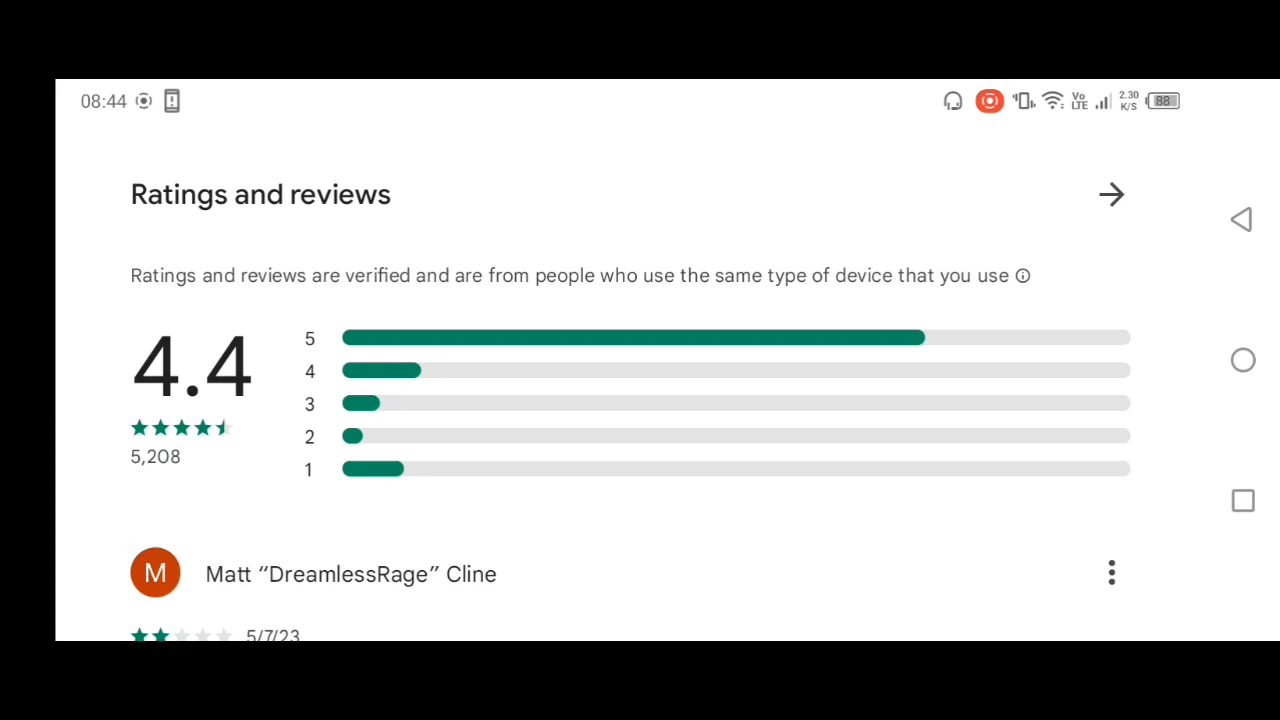 08:44 Vo LTE 2.30 K/S 88
Ratings and reviews
Ratings and reviews are verified and are from people who use the same type of device that you use
4.4
5,208
5
4
3
2
1
M Matt “DreamlessRage” Cline
5/7/23